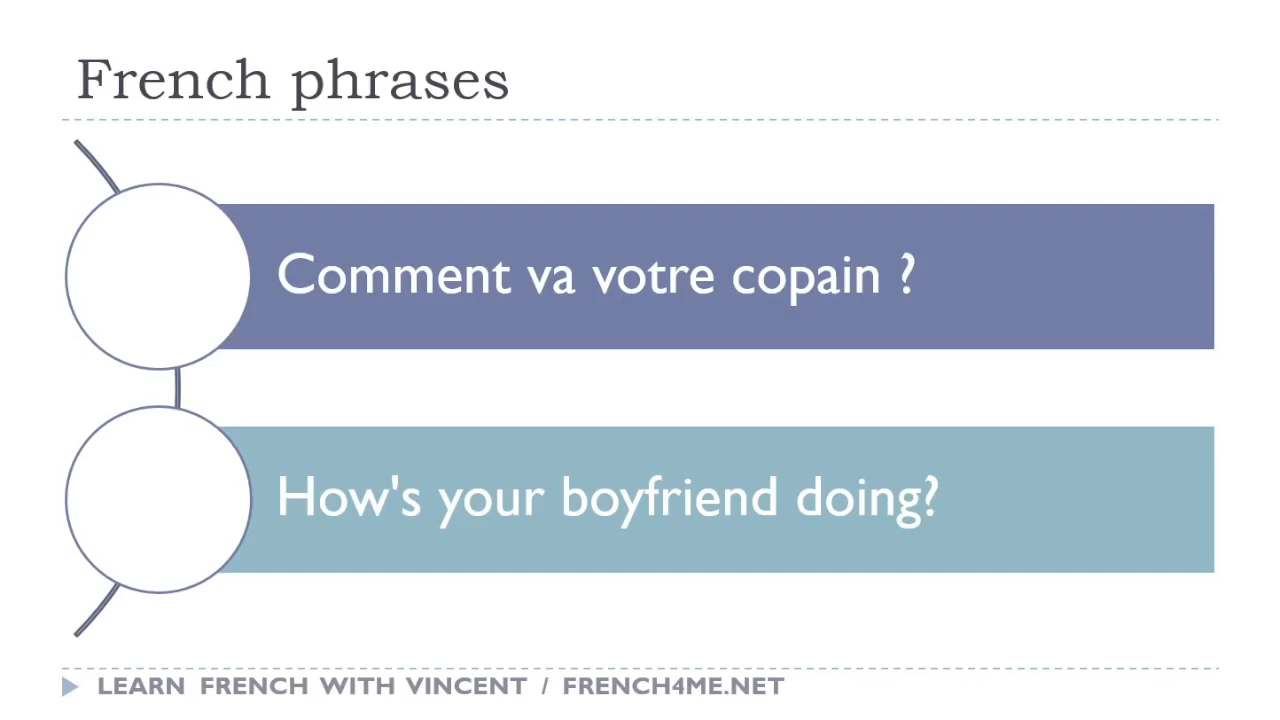 French phrases
Comment va votre copain ?
How's your boyfriend doing?
LEARN FRENCH WITH VINCENT / FRENCH4ME.NET